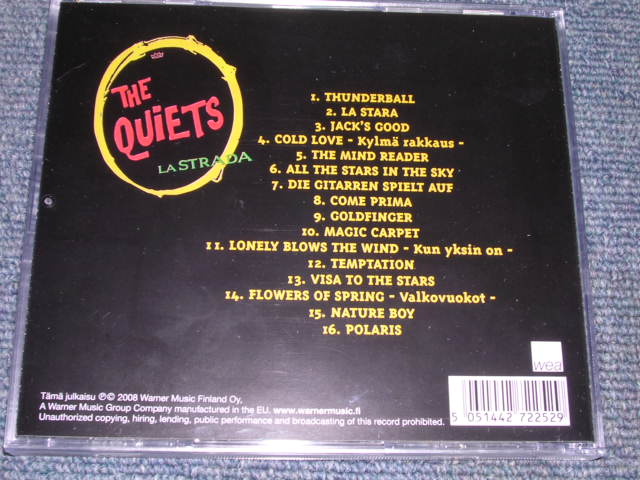 THE
QUiETS
LA STRADA
1. THUNDERBALL
2. LA STARA
3. JACK'S GOOD
4. COLD LOVE - Kylmä rakkaus -
5. THE MIND READER
6. ALL THE STARS IN THE SKY
7. DIE GITARREN SPIELT AUF
8. COME PRIMA
9. GOLDFINGER
10. MAGIC CARPET
11. LONELY BLOWS THE WIND - Kun yksin on -
12. TEMPTATION
13. VISA TO THE STARS
14. FLOWERS OF SPRING - Valkovuokot -
15. NATURE BOY
16. POLARIS
wea
Tämä julkaisu ℗© 2008 Warner Music Finland Oy,
A Warner Music Group Company manufactured in the EU. www.warnermusic.fi
Unauthorized copying, hiring, lending, public performance and broadcasting of this record prohibited.
5 051442 722529